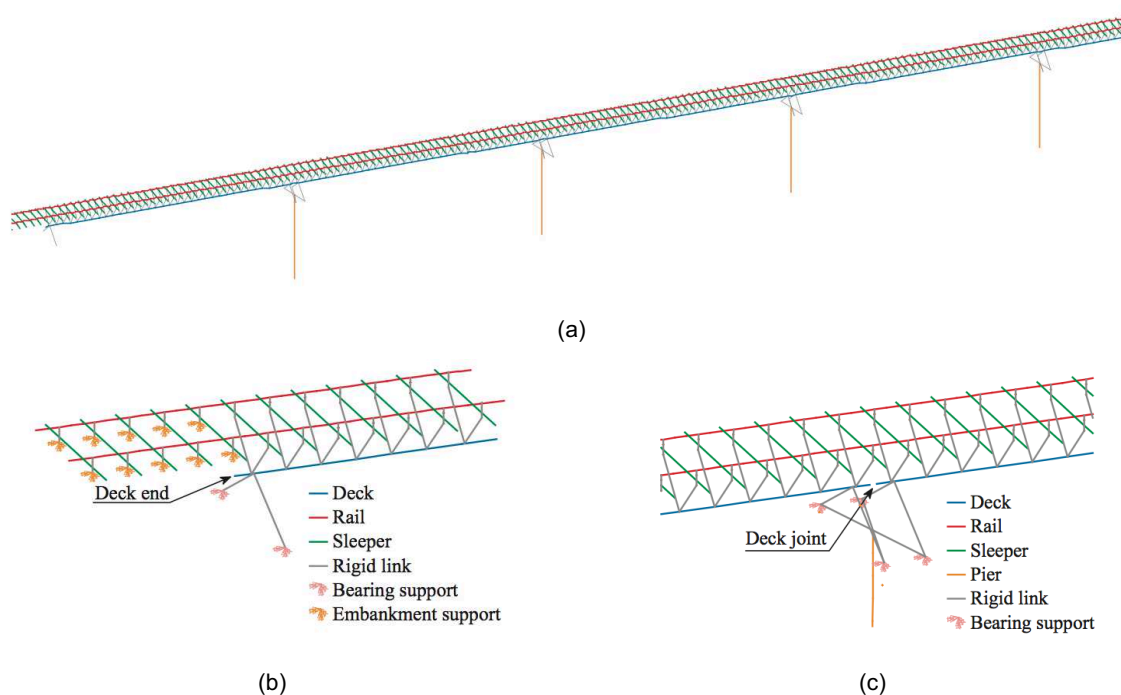 (a)
Deck end
Deck
Rail
Sleeper
Rigid link
Bearing support
Embankment support
(b)
Deck joint
Deck
Rail
Sleeper
Pier
Rigid link
Bearing support
(c)